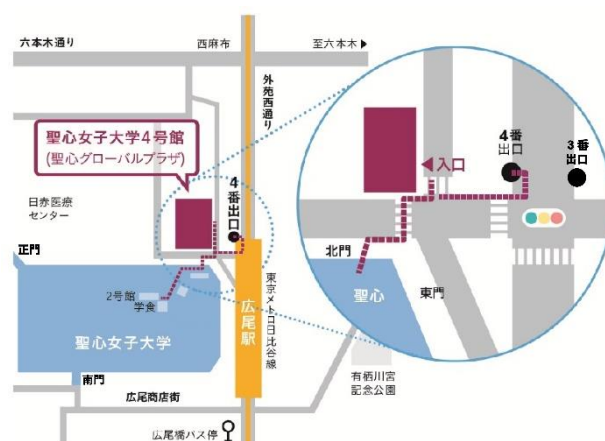 六本木通り
西麻布
至六本木▶
外苑西通り
聖心女子大学4号館
(聖心グローバルプラザ)
日赤医療
センター
4番出口
正門
2号館
学食
聖心女子大学
南門
広尾駅
東京メトロ日比谷線
広尾商店街
広尾橋バス停
有栖川宮
記念公園
4番
出口
3番
出口
◀入口
北門
聖心
東門